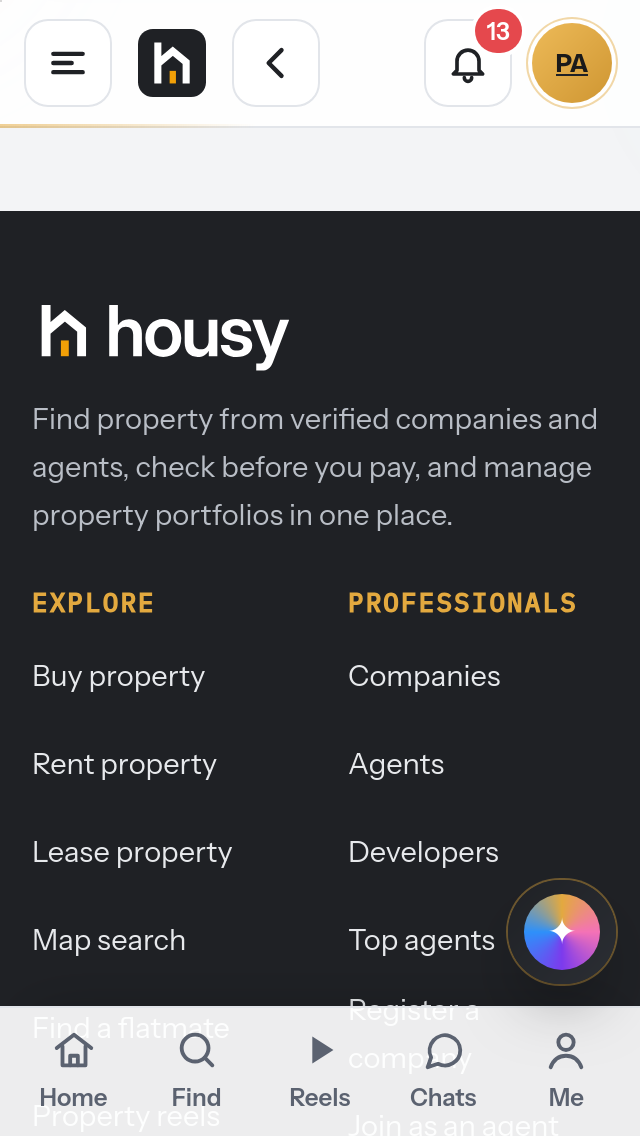 13
PA
housy
Find property from verified companies and
agents, check before you pay, and manage
property portfolios in one place.
EXPLORE
Buy property
Rent property
Lease property
Map search
Find a flatmate
Property reels
PROFESSIONALS
Companies
Agents
Developers
Top agents
Register a
company
Join as an agent
Home
Find
Reels
Chats
Me